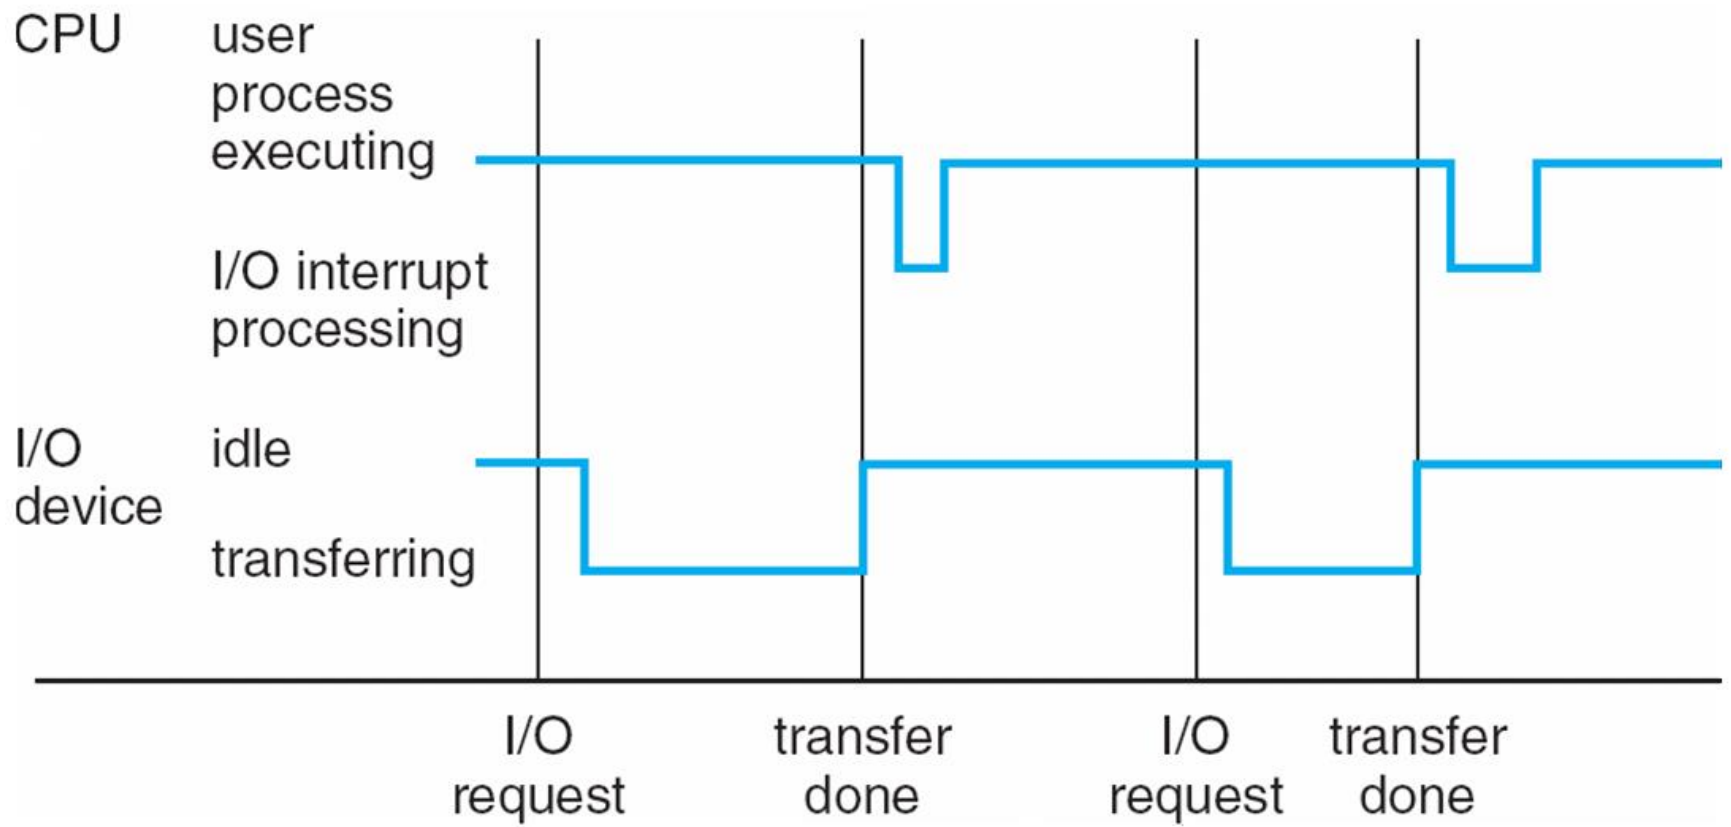 CPU user
process
executing
I/O interrupt
processing
I/O idle
device
transferring
I/O transfer I/O transfer
request done request done